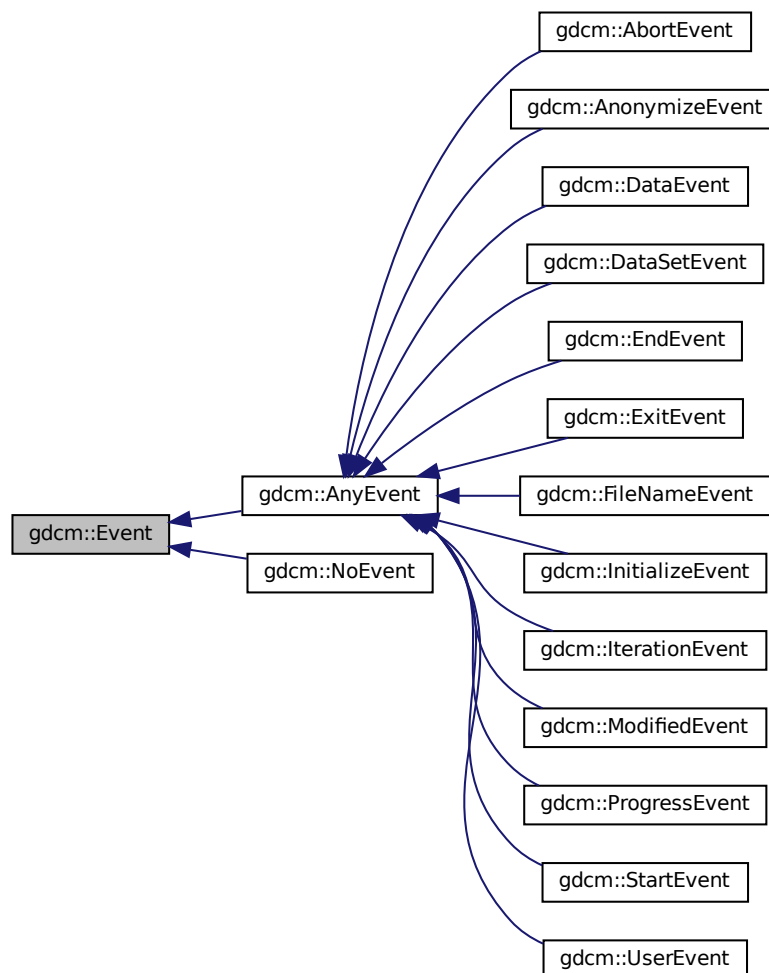 gdcm::AbortEvent
gdcm::AnonymizeEvent
gdcm::DataEvent
gdcm::DataSetEvent
gdcm::EndEvent
gdcm::ExitEvent
gdcm::AnyEvent
gdcm::FileNameEvent
gdcm::Event
gdcm::NoEvent
gdcm::InitializeEvent
gdcm::IterationEvent
gdcm::ModifiedEvent
gdcm::ProgressEvent
gdcm::StartEvent
gdcm::UserEvent